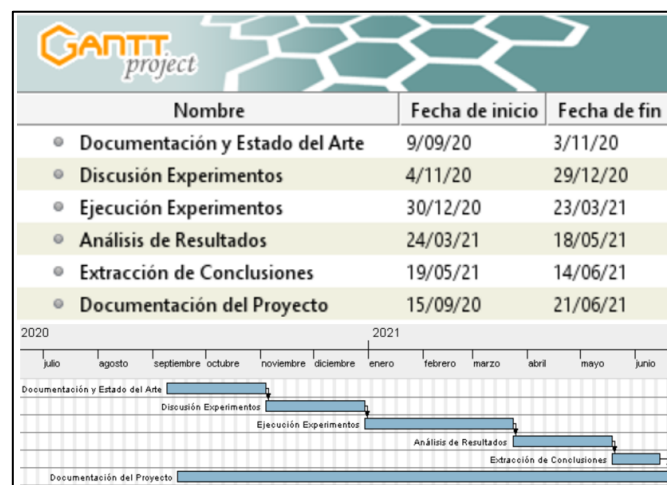 GANTT
project
Nombre Fecha de inicio Fecha de fin
Documentación y Estado del Arte 9/09/20 3/11/20
Discusión Experimentos 4/11/20 29/12/20
Ejecución Experimentos 30/12/20 23/03/21
Análisis de Resultados 24/03/21 18/05/21
Extracción de Conclusiones 19/05/21 14/06/21
Documentación del Proyecto 15/09/20 21/06/21
2020 2021
julio agosto septiembre octubre noviembre diciembre enero febrero marzo abril mayo junio
Documentación y Estado del Arte
Discusión Experimentos
Ejecución Experimentos
Análisis de Resultados
Extracción de Conclusiones
Documentación del Proyecto